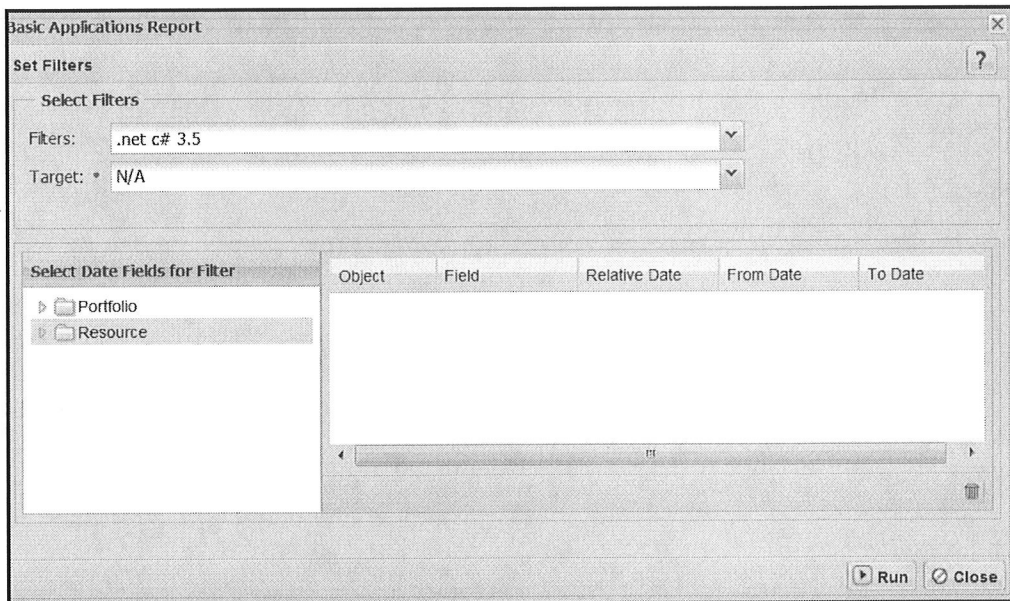 Basic Applications Report
Set Filters
?
Select Filters
Filters: .net c# 3.5
Target: * N/A
Select Date Fields for Filter
Object Field Relative Date From Date To Date
Portfolio
Resource
Run Close